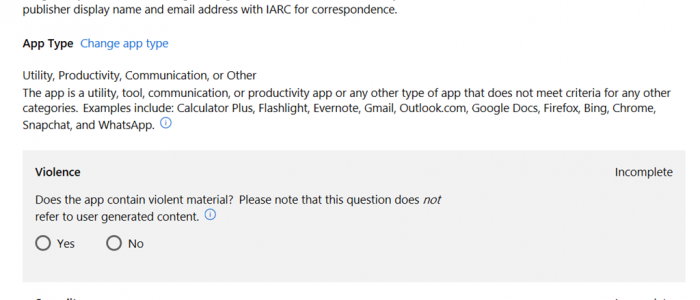 publisher display name and email address with IARC for correspondence.
App Type Change app type
Utility, Productivity, Communication, or Other
The app is a utility, tool, communication, or productivity app or any other type of app that does not meet criteria for any other
categories. Examples include: Calculator Plus, Flashlight, Evernote, Gmail, Outlook.com, Google Docs, Firefox, Bing, Chrome,
Snapchat, and WhatsApp.
Violence Incomplete
Does the app contain violent material? Please note that this question does not
refer to user generated content.
Yes No